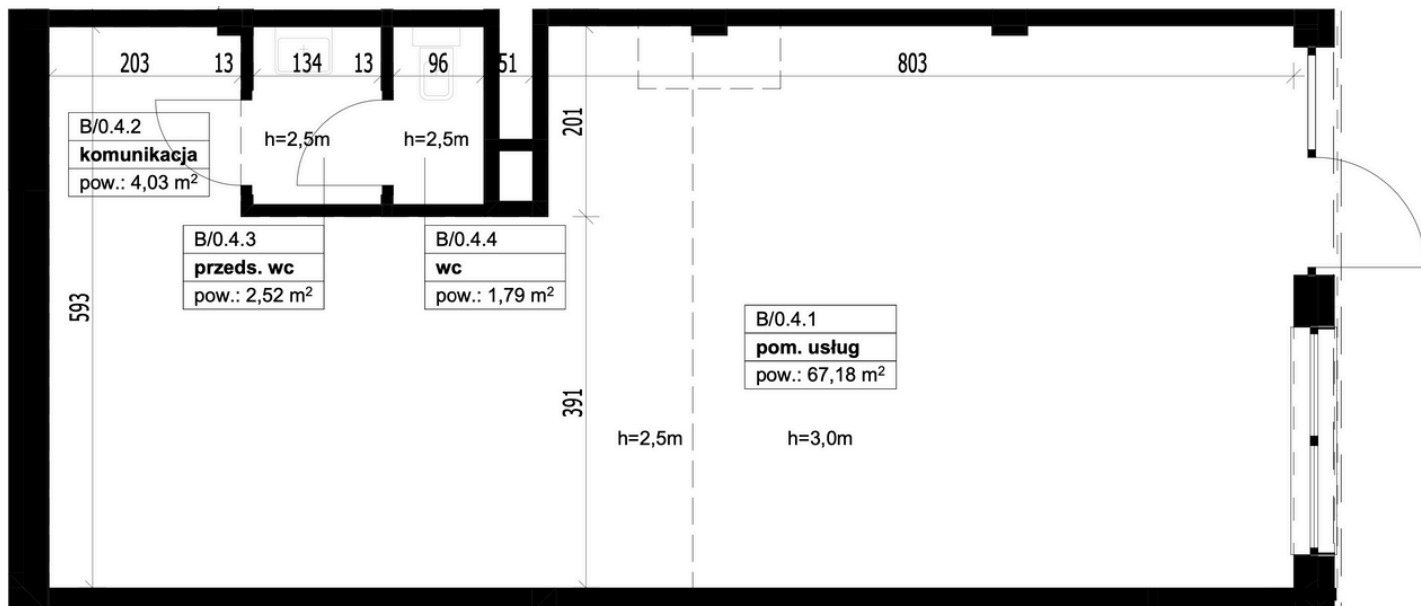 203
13
134
13
96
51
803
201
h=2,5m
h=2,5m
B/0.4.2
komunikacja
pow.: 4,03 m²
B/0.4.3
przeds. wc
pow.: 2,52 m²
B/0.4.4
wc
pow.: 1,79 m²
593
B/0.4.1
pom. usług
pow.: 67,18 m²
391
h=2,5m
h=3,0m